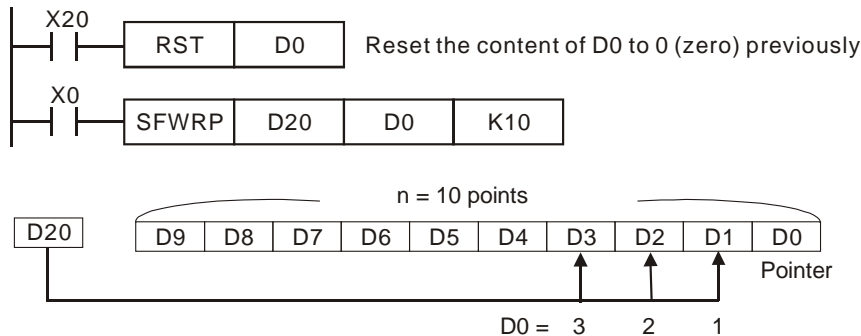 X20
RST D0 Reset the content of D0 to 0 (zero) previously
X0
SFWRP D20 D0 K10
n = 10 points
D20 D9 D8 D7 D6 D5 D4 D3 D2 D1 D0
Pointer
D0 = 3 2 1